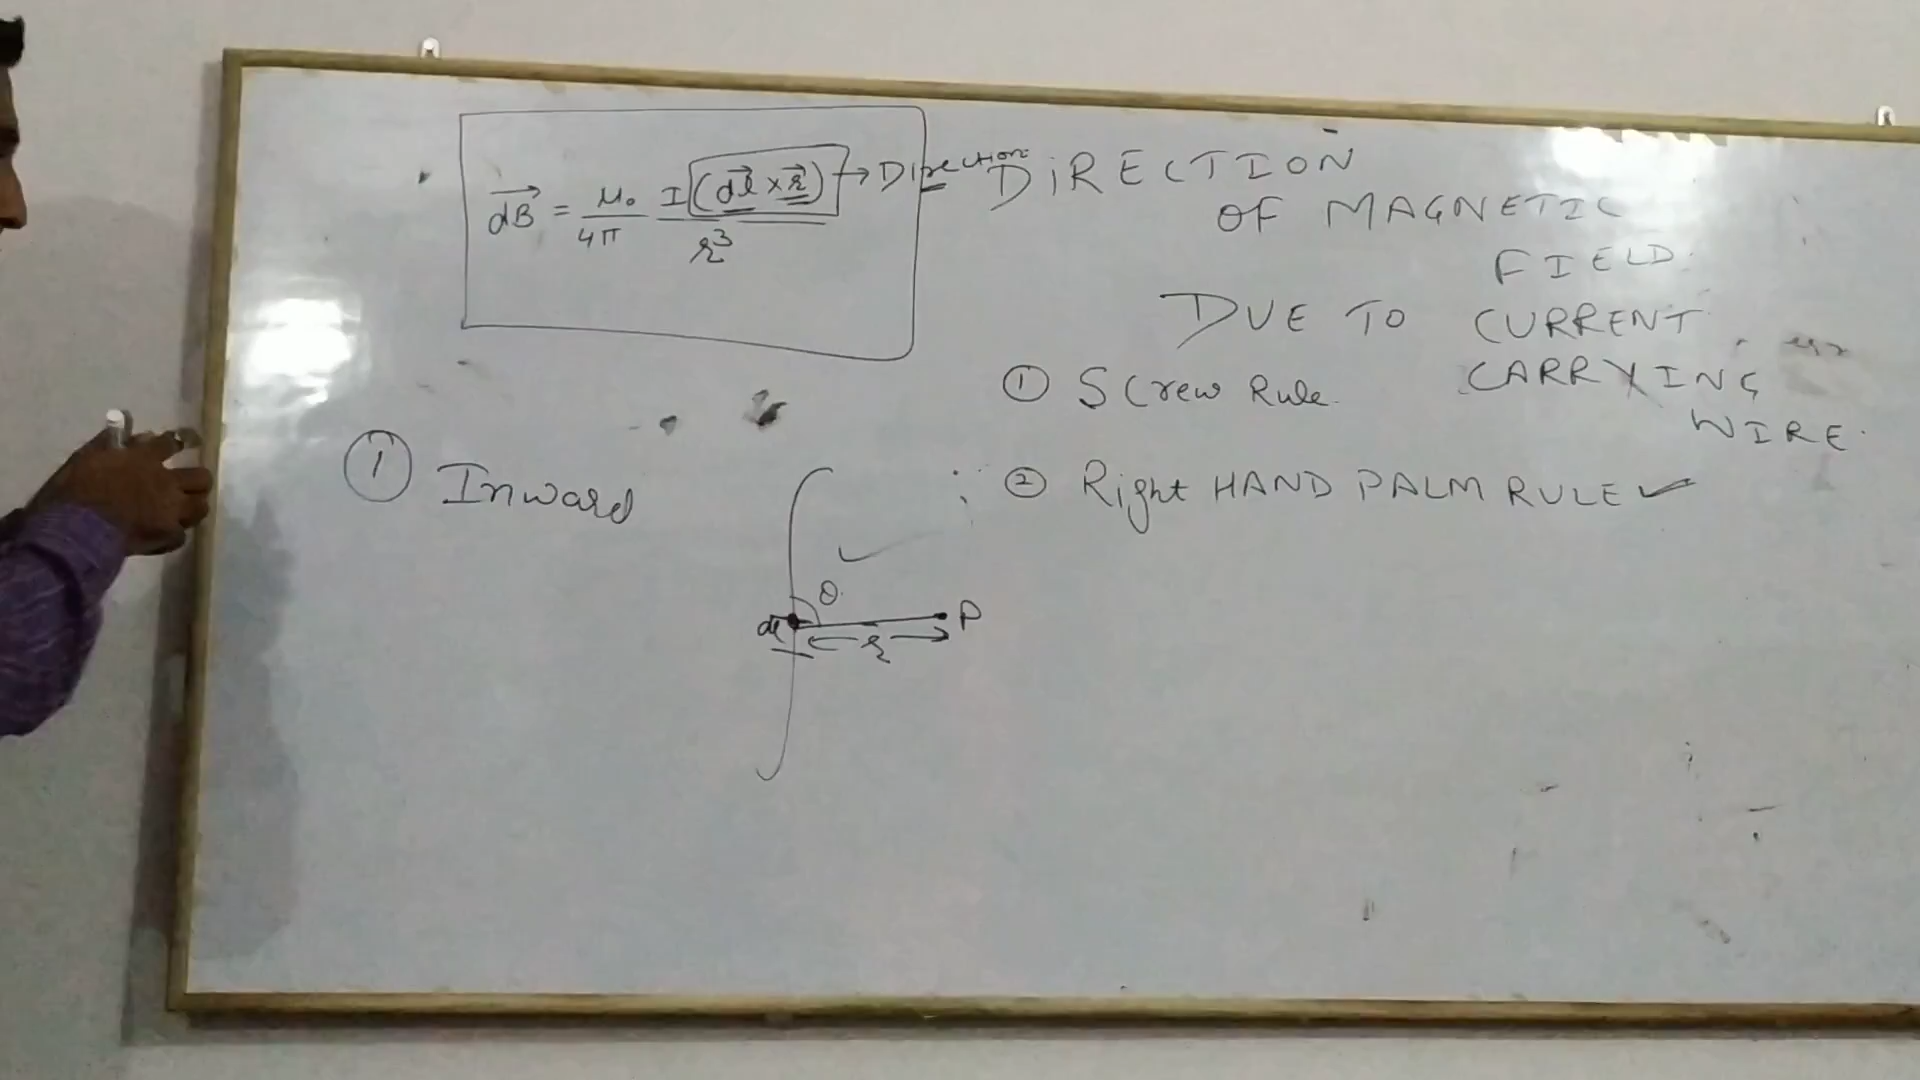 dB = μ₀/4π I(dl × r)/r³ → Direction
DiRECTION
OF MAGNETIC
FIELD.
DUE TO CURRENT
CARRYING
WIRE.
① Screw Rule.
② Right HAND PALM RULE ✓
① Inward
θ
dl
r
P